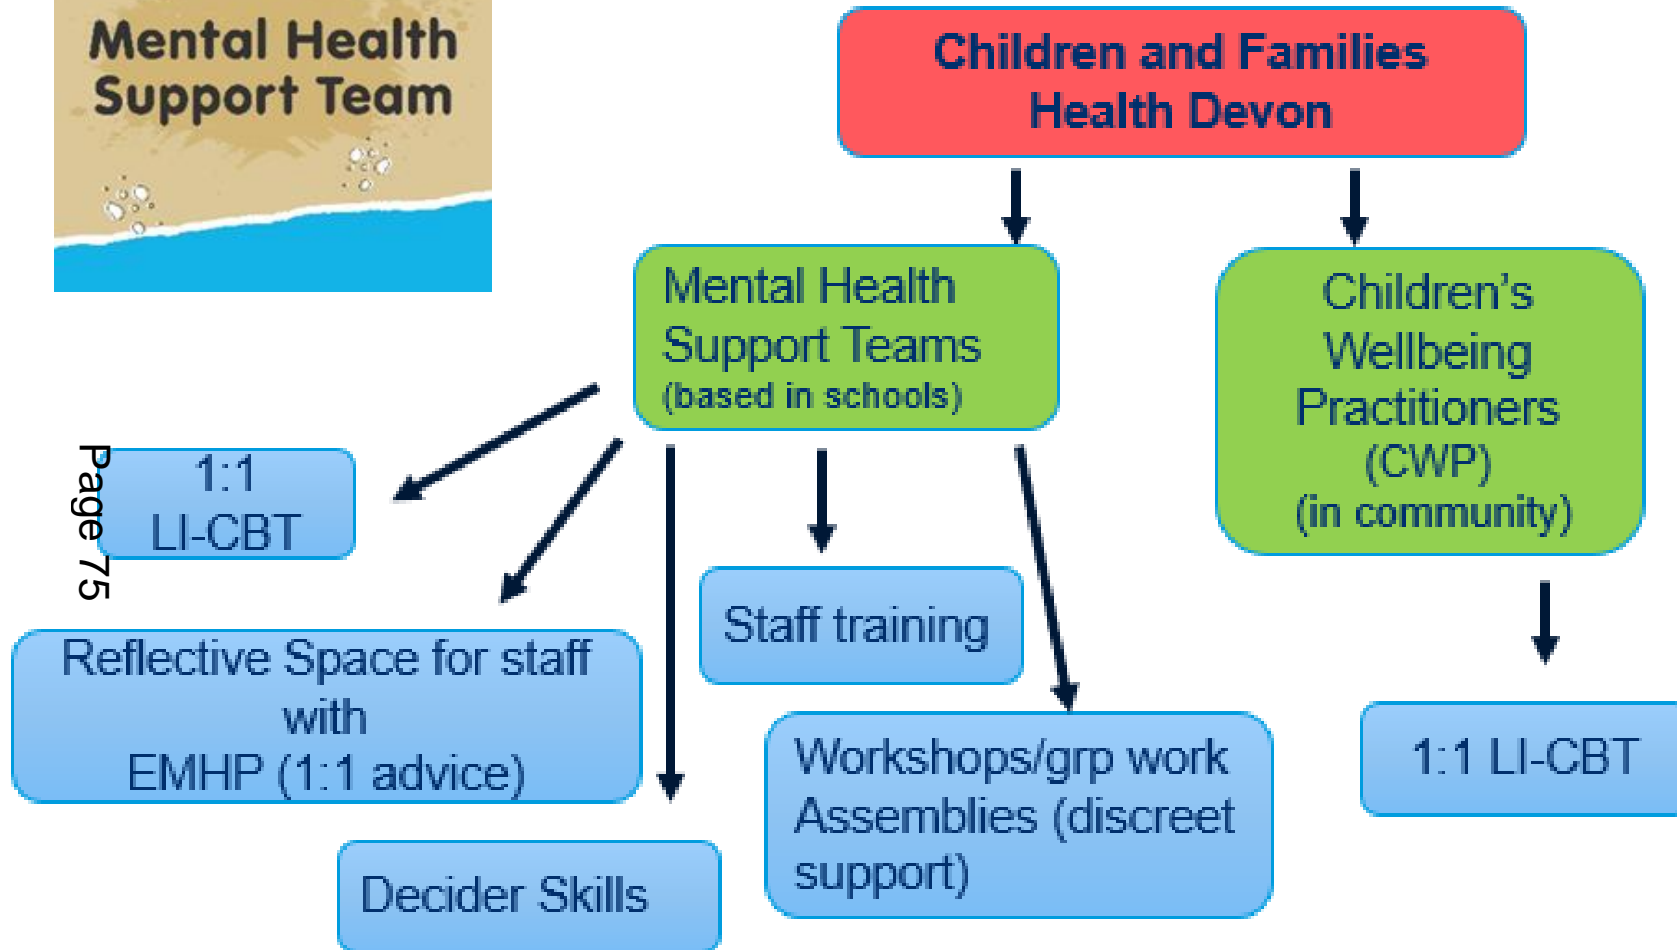 Mental Health
Support Team
Children and Families
Health Devon
Mental Health
Support Teams
(based in schools)
Children’s
Wellbeing
Practitioners
(CWP)
(in community)
1:1
LI-CBT
Page 75
Reflective Space for staff
with
EMHP (1:1 advice)
Staff training
Decider Skills
Workshops/grp work
Assemblies (discreet
support)
1:1 LI-CBT